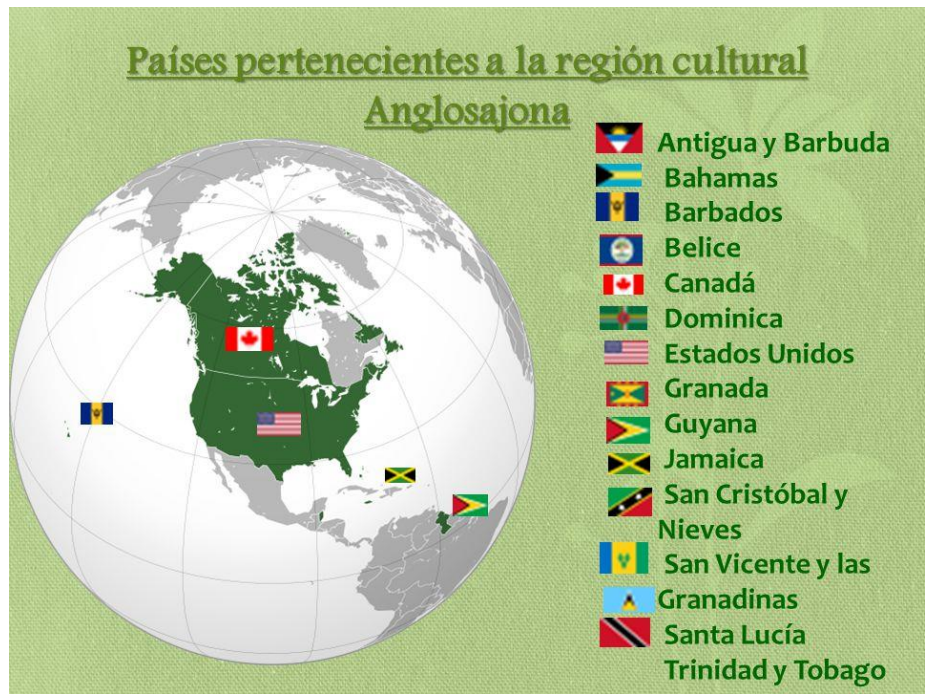 Países pertenecientes a la región cultural
Anglosajona
Antigua y Barbuda
Bahamas
Barbados
Belice
Canadá
Dominica
Estados Unidos
Granada
Guyana
Jamaica
San Cristóbal y
Nieves
San Vicente y las
Granadinas
Santa Lucía
Trinidad y Tobago